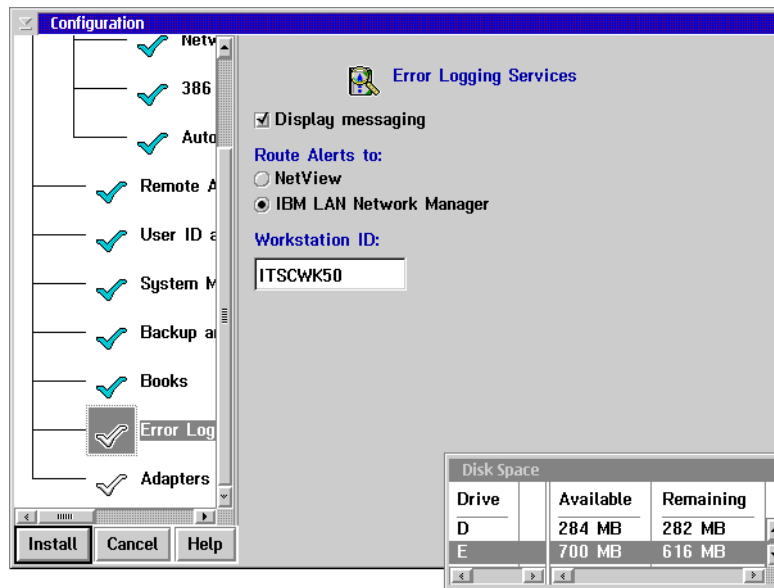 Configuration
Netw
386
Auto
Remote A
User ID a
System M
Backup a
Books
Error Log
Adapters
Install Cancel Help
Error Logging Services
Display messaging
Route Alerts to:
NetView
IBM LAN Network Manager
Workstation ID:
ITSCWK50
Disk Space
Drive Available Remaining
D 284 MB 282 MB
E 700 MB 616 MB